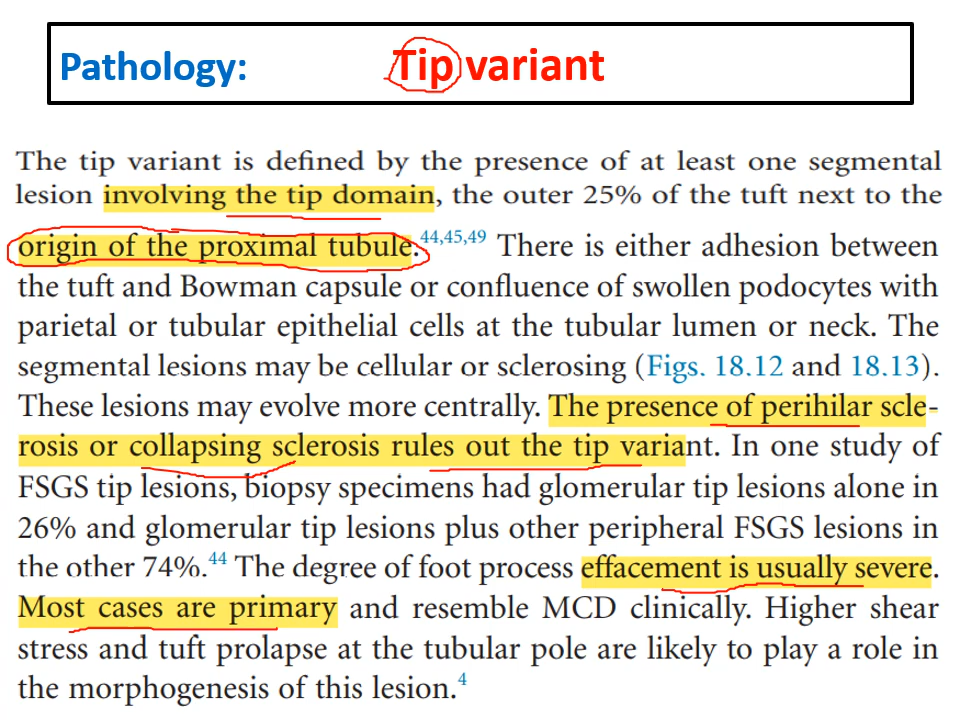 Pathology: Tip variant
The tip variant is defined by the presence of at least one segmental
lesion involving the tip domain, the outer 25% of the tuft next to the
origin of the proximal tubule.44,45,49 There is either adhesion between
the tuft and Bowman capsule or confluence of swollen podocytes with
parietal or tubular epithelial cells at the tubular lumen or neck. The
segmental lesions may be cellular or sclerosing (Figs. 18.12 and 18.13).
These lesions may evolve more centrally. The presence of perihilar scle-
rosis or collapsing sclerosis rules out the tip variant. In one study of
FSGS tip lesions, biopsy specimens had glomerular tip lesions alone in
26% and glomerular tip lesions plus other peripheral FSGS lesions in
the other 74%.44 The degree of foot process effacement is usually severe.
Most cases are primary and resemble MCD clinically. Higher shear
stress and tuft prolapse at the tubular pole are likely to play a role in
the morphogenesis of this lesion.4